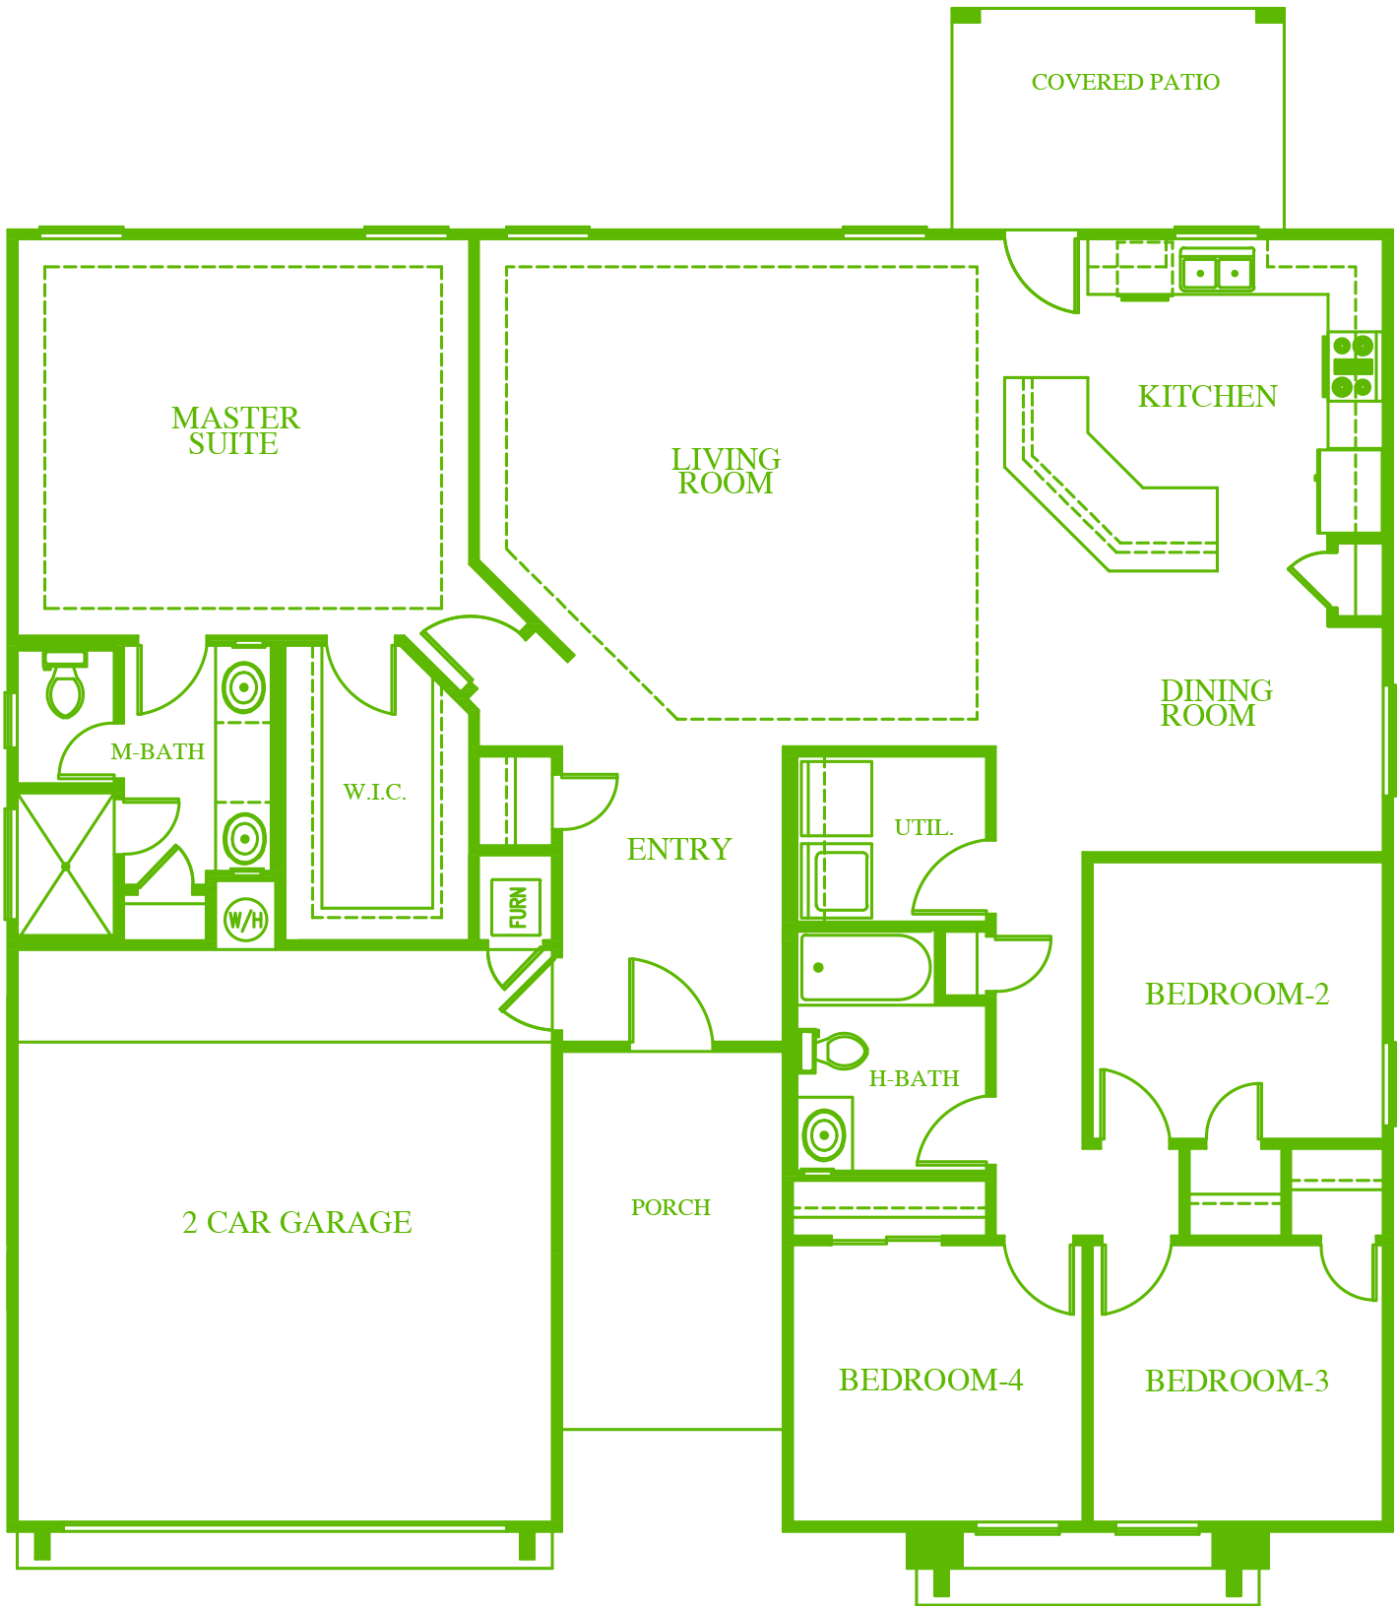 COVERED PATIO
KITCHEN
MASTER
SUITE
LIVING
ROOM
DINING
ROOM
M-BATH
W.I.C.
UTIL.
ENTRY
FURN
W/H
BEDROOM-2
H-BATH
PORCH
2 CAR GARAGE
BEDROOM-4
BEDROOM-3